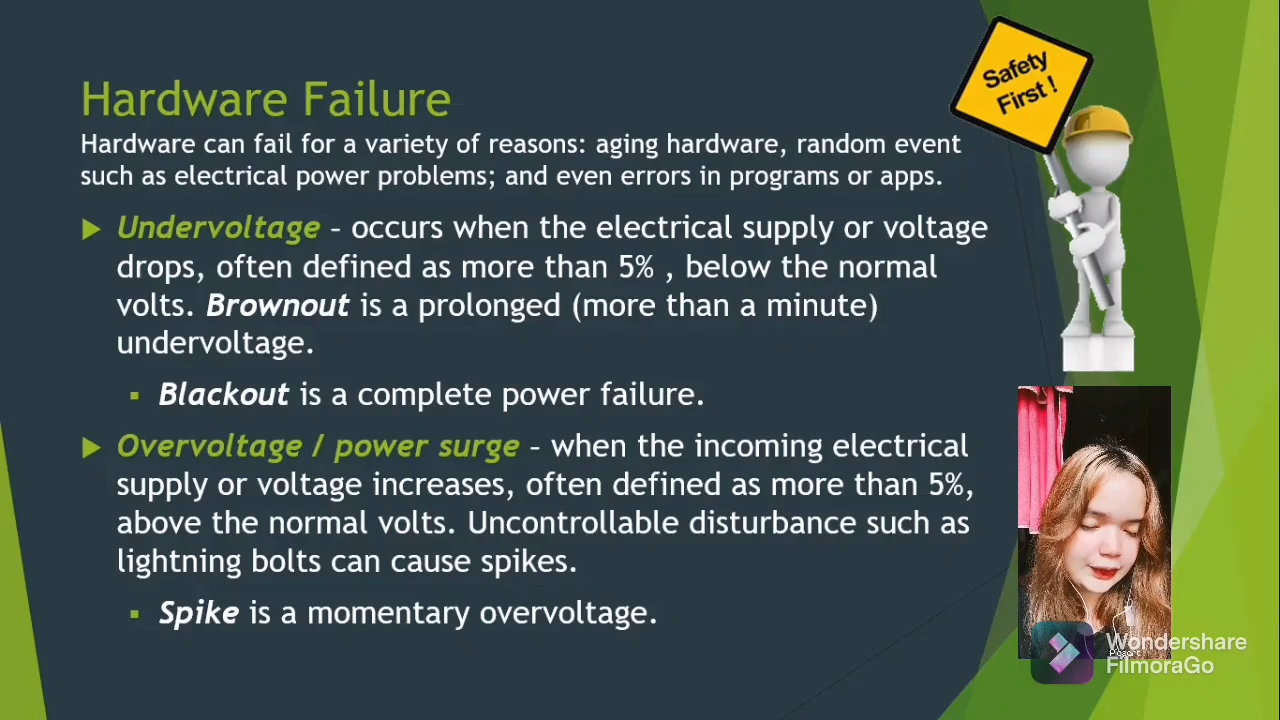 Safety
First !
Hardware Failure
Hardware can fail for a variety of reasons: aging hardware, random event
such as electrical power problems; and even errors in programs or apps.
Undervoltage – occurs when the electrical supply or voltage
drops, often defined as more than 5% , below the normal
volts. Brownout is a prolonged (more than a minute)
undervoltage.
Blackout is a complete power failure.
Overvoltage / power surge – when the incoming electrical
supply or voltage increases, often defined as more than 5%,
above the normal volts. Uncontrollable disturbance such as
lightning bolts can cause spikes.
Spike is a momentary overvoltage.
Wondershare
FilmoraGo